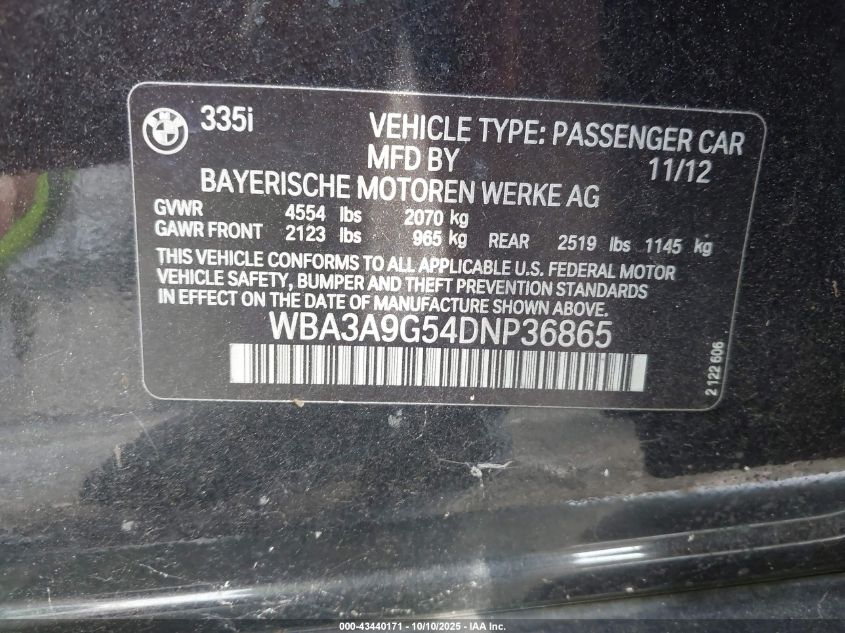 BMW
335i
VEHICLE TYPE: PASSENGER CAR
MFD BY 11/12
BAYERISCHE MOTOREN WERKE AG
GVWR 4554 lbs 2070 kg
GAWR FRONT 2123 lbs 965 kg REAR 2519 lbs 1145 kg
THIS VEHICLE CONFORMS TO ALL APPLICABLE U.S. FEDERAL MOTOR
VEHICLE SAFETY, BUMPER AND THEFT PREVENTION STANDARDS
IN EFFECT ON THE DATE OF MANUFACTURE SHOWN ABOVE.
WBA3A9G54DNP36865
2 122 606
000-43440171 - 10/10/2025 - © IAA Inc.